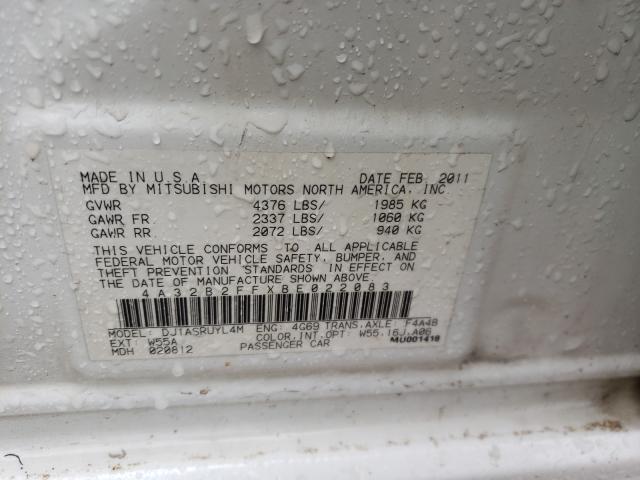 MADE IN U.S.A DATE FEB 2011
MFD BY MITSUBISHI MOTORS NORTH AMERICA, INC
GVWR 4376 LBS/ 1985 KG
GAWR FR 2337 LBS/ 1060 KG
GAWR RR 2072 LBS/ 940 KG
THIS VEHICLE CONFORMS TO ALL APPLICABLE
FEDERAL MOTOR VEHICLE SAFETY, BUMPER, AND
THEFT PREVENTION STANDARDS IN EFFECT ON
THE DATE OF MANUFACTURE SHOWN ABOVE.
4A32B2FFXBE022083
MODEL: DJ1ASRUYL4M ENG: 4G69 TRANS.AXLE: F4A4B
EXT: W55A COLOR,INT,OPT: W55,16J,A06
MDH 020812 PASSENGER CAR MU001418